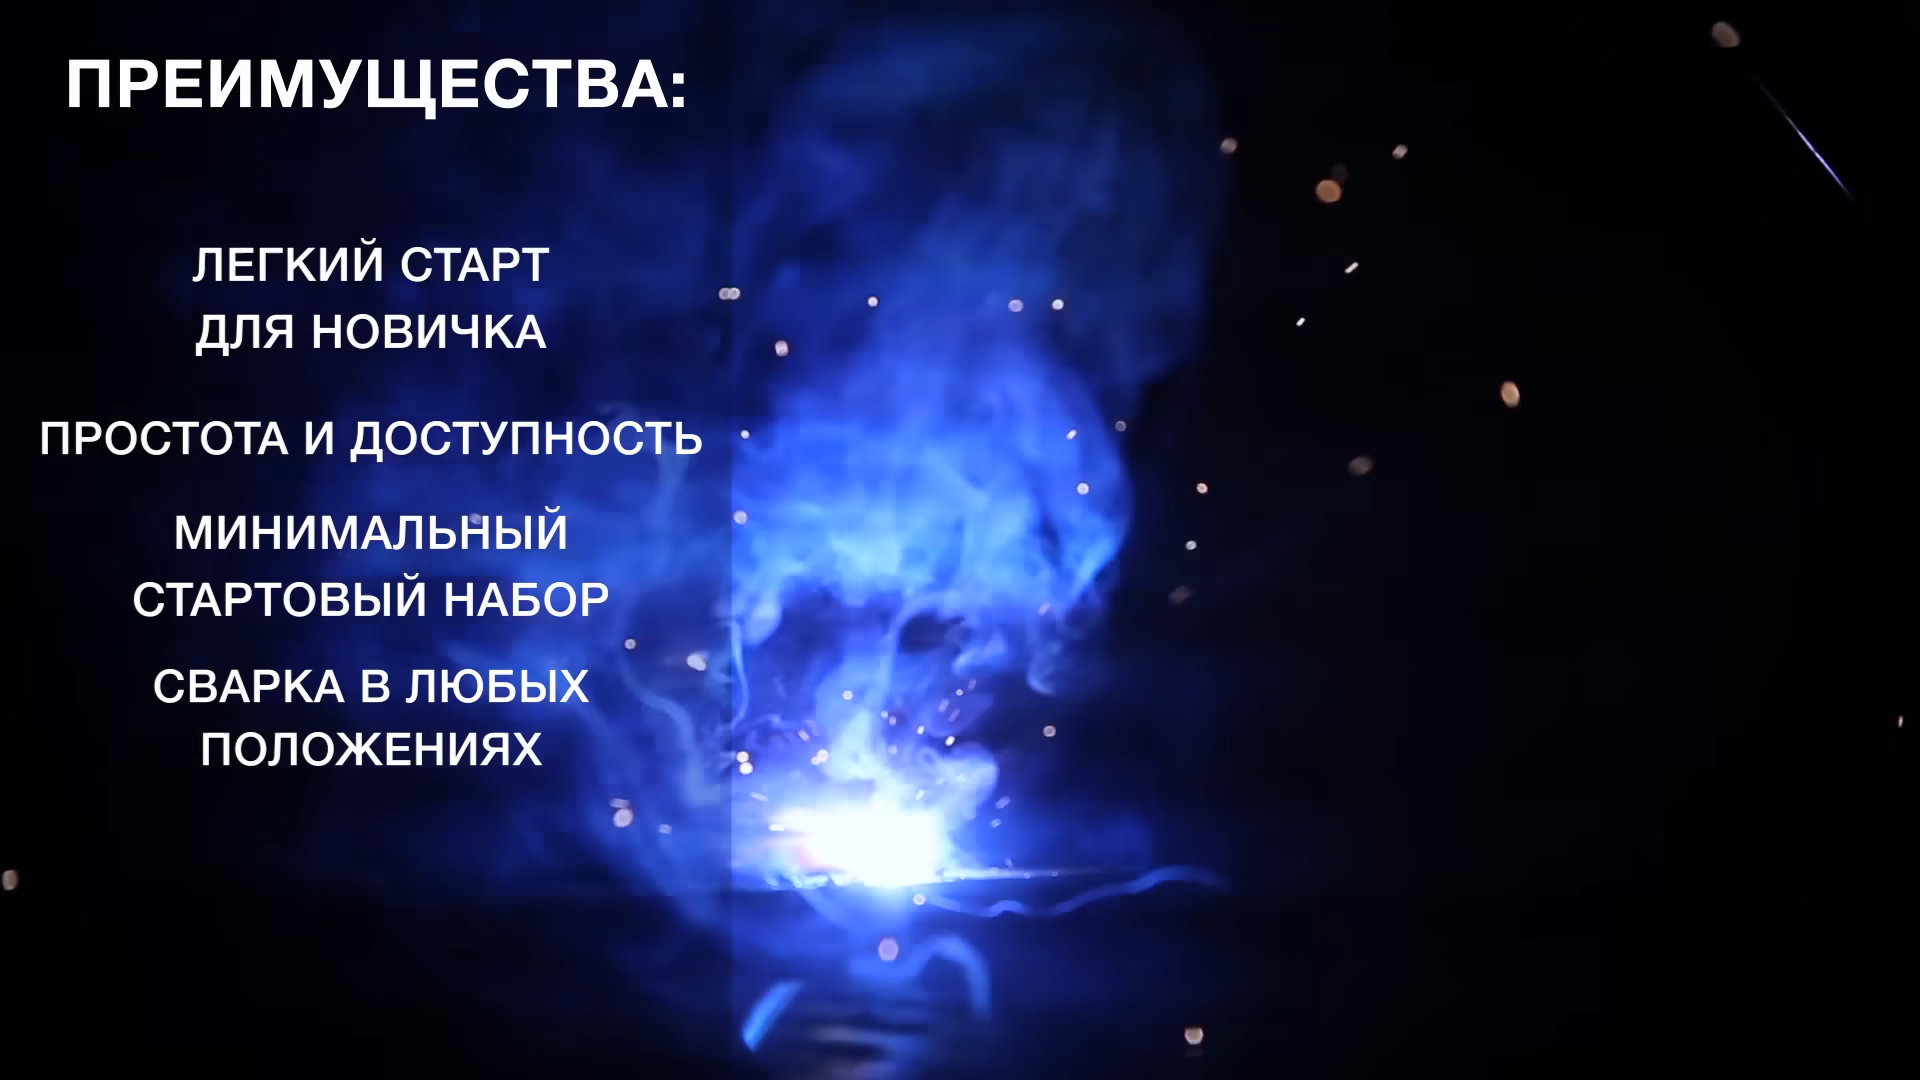 ПРЕИМУЩЕСТВА:
ЛЕГКИЙ СТАРТ
ДЛЯ НОВИЧКА
ПРОСТОТА И ДОСТУПНОСТЬ
МИНИМАЛЬНЫЙ
СТАРТОВЫЙ НАБОР
СВАРКА В ЛЮБЫХ
ПОЛОЖЕНИЯХ